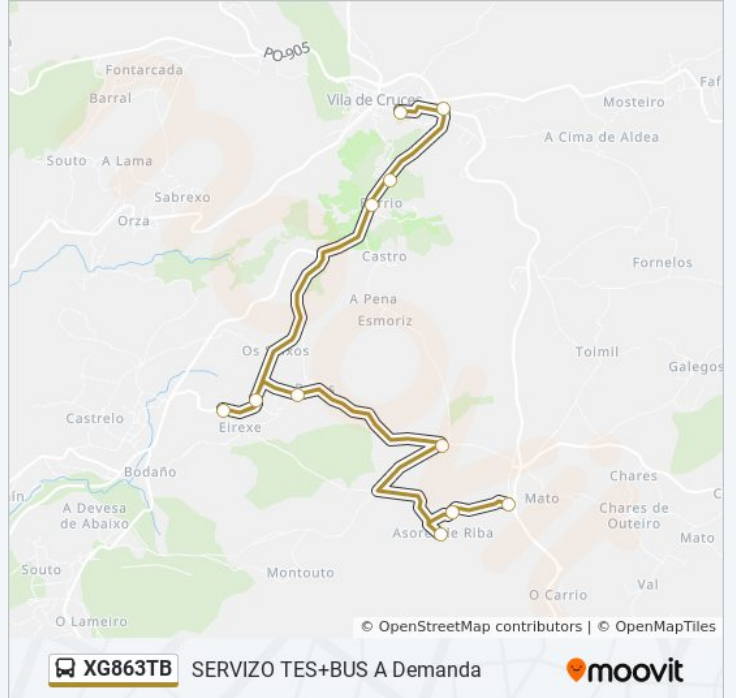 PO-905
Fontarcada
Barral
Vila de Cruces
Mosteiro
A Cima de Aldea
Souto
A Lama
Sabrexo
Orza
Castro
Fornelos
A Pena
Esmoriz
Toimil
Galegos
Castrelo
Eirexe
Bodaño
Chares
Mato
A Devesa
de Abaixo
Chares de
Outeiro
Mato
Souto
Montouto
Val
O Carrio
O Lameiro
© OpenStreetMap contributors | © OpenMapTiles
XG863TB SERVIZO TES+BUS A Demanda
moovit